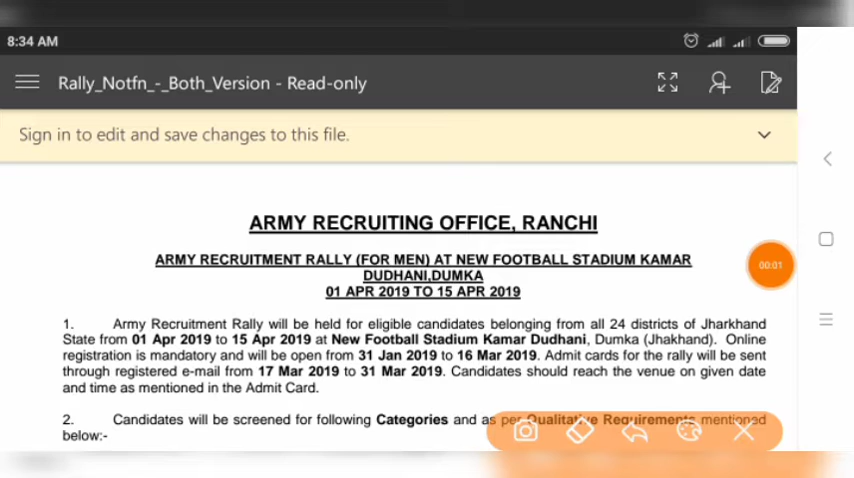 8:34 AM
Rally_Notfn_-_Both_Version - Read-only
Sign in to edit and save changes to this file.
ARMY RECRUITING OFFICE, RANCHI
ARMY RECRUITMENT RALLY (FOR MEN) AT NEW FOOTBALL STADIUM KAMAR
DUDHANI,DUMKA
01 APR 2019 TO 15 APR 2019
00:01
1. Army Recruitment Rally will be held for eligible candidates belonging from all 24 districts of Jharkhand
State from 01 Apr 2019 to 15 Apr 2019 at New Football Stadium Kamar Dudhani, Dumka (Jhakhand). Online
registration is mandatory and will be open from 31 Jan 2019 to 16 Mar 2019. Admit cards for the rally will be sent
through registered e-mail from 17 Mar 2019 to 31 Mar 2019. Candidates should reach the venue on given date
and time as mentioned in the Admit Card.
2. Candidates will be screened for following Categories and as per Qualitative Requirements mentioned
below:-